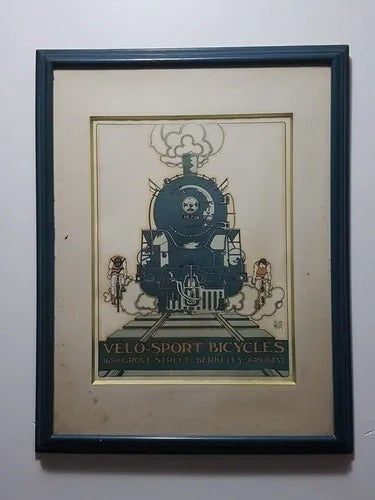 VELO-SPORT BICYCLES
1650 GROVE STREET, BERKELEY 849-0437